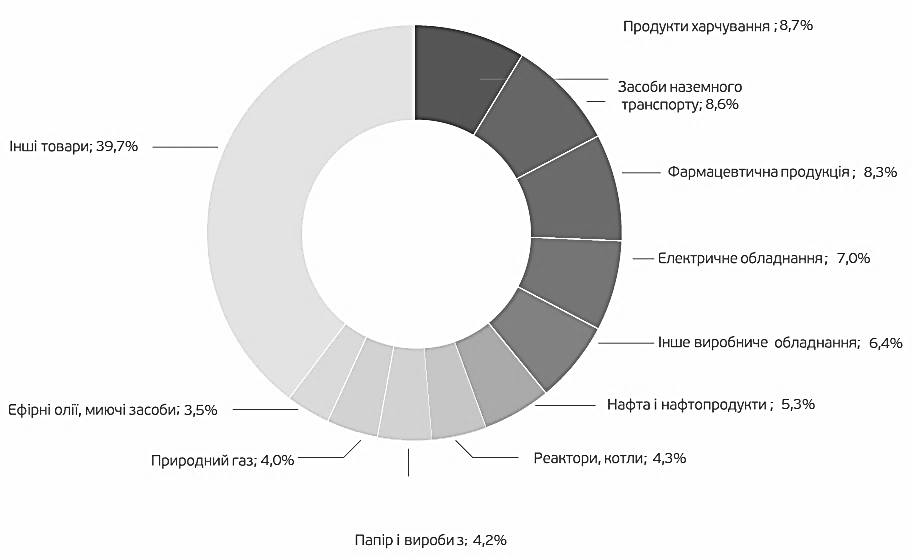 Продукти харчування ; 8,7%
Засоби наземного
транспорту; 8,6%
Інші товари; 39,7%
Фармацевтична продукція ; 8,3%
Електричне обладнання ; 7,0%
Інше виробниче обладнання; 6,4%
Нафта і нафтопродукти ; 5,3%
Ефірні олії, миючі засоби; 3,5%
Реактори, котли; 4,3%
Природний газ; 4,0%
Папір і вироби з; 4,2%